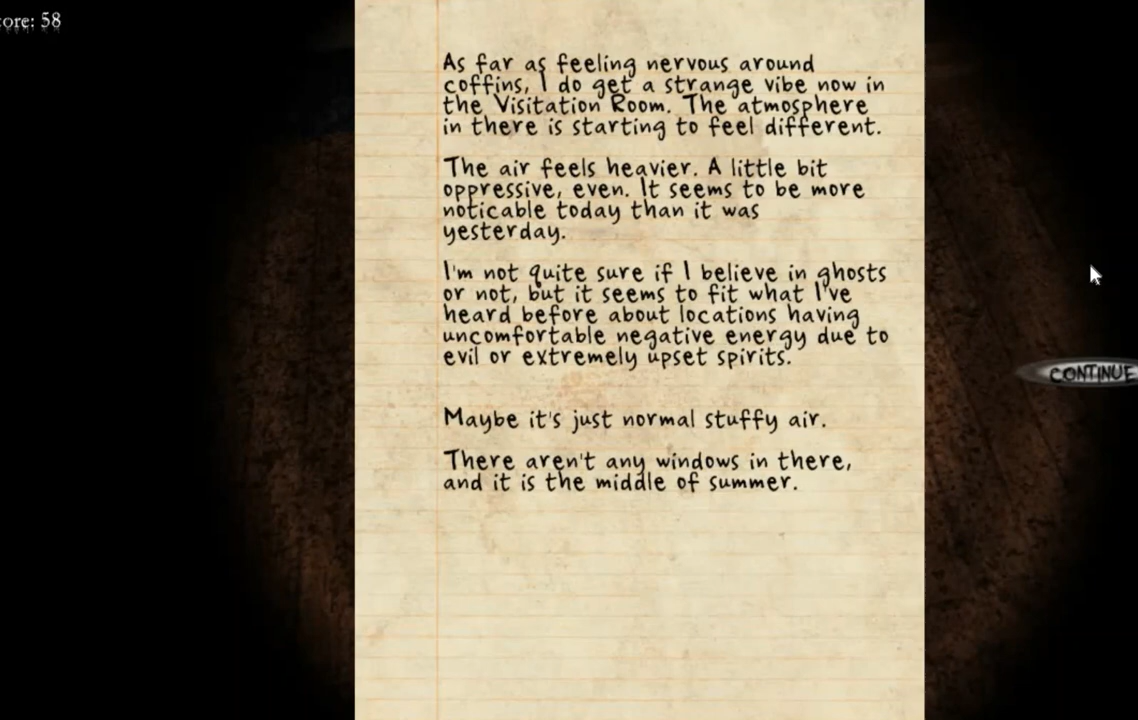 ore: 58
As far as feeling nervous around
coffins, I do get a strange vibe now in
the Visitation Room. The atmosphere
in there is starting to feel different.
The air feels heavier. A little bit
oppressive, even. It seems to be more
noticable today than it was
yesterday.
I'm not quite sure if I believe in ghosts
or not, but it seems to fit what I've
heard before about locations having
uncomfortable negative energy due to
evil or extremely upset spirits.
Maybe it's just normal stuffy air.
There aren't any windows in there,
and it is the middle of summer.
CONTINUE